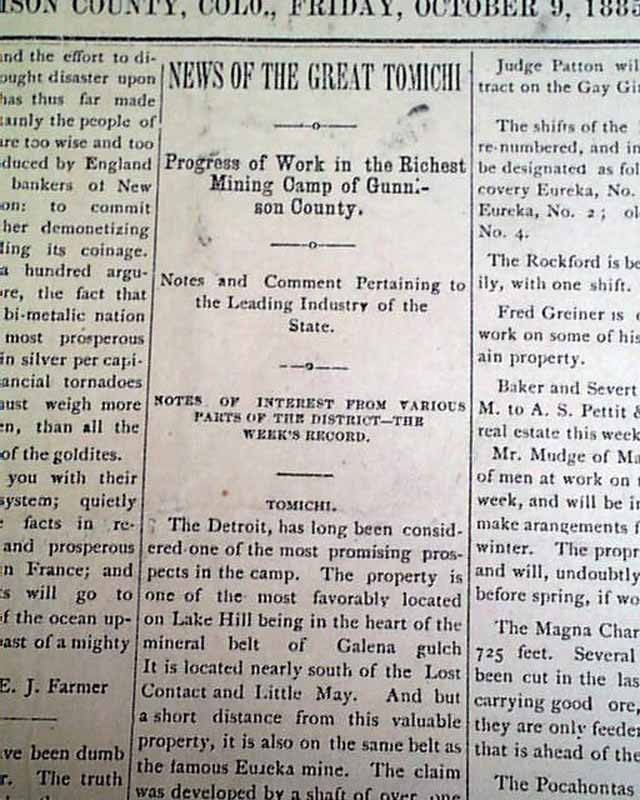 ISON COUNTY, COLO., FRIDAY, OCTOBER 9, 1885
and the effort to di-
ought disaster upon
has thus far made
tainly the people of
are too wise and too
duced by England
bankers of New
on: to commit
her demonetizing
ling its coinage.
a hundred argu-
re, the fact that
bi-metalic nation
most prosperous
in silver per capi-
ancial tornadoes
must weigh more
en, than all the
of the goldites.
you with their
system; quietly
facts in re-
and prosperous
n France; and
s will go to
f the ocean up-
past of a mighty
E. J. Farmer
ve been dumb
r. The truth
NEWS OF THE GREAT TOMICHI
Progress of Work in the Richest
Mining Camp of Gunni-
son County.
Notes and Comment Pertaining to
the Leading Industry of the
State.
NOTES OF INTEREST FROM VARIOUS
PARTS OF THE DISTRICT—THE
WEEK'S RECORD.
TOMICHI.
The Detroit, has long been consid-
ered one of the most promising pros-
pects in the camp. The property is
one of the most favorably located
on Lake Hill being in the heart of the
mineral belt of Galena gulch
It is located nearly south of the Lost
Contact and Little May. And but
a short distance from this valuable
property, it is also on the same belt as
the famous Eureka mine. The claim
was developed by a shaft of over one
Judge Patton wil
tract on the Gay Gi
The shifts of the
re-numbered, and in
be designated as fol
covery Eureka, No.
Eureka, No. 2; ol
No. 4.
The Rockford is be
ily, with one shift.
Fred Greiner is
work on some of his
ain property.
Baker and Severt
M. to A. S. Pettit &
real estate this week
Mr. Mudge of Ma
of men at work on
week, and will be i
make arangements f
winter. The propr
and will, undoubtly
before spring, if wo
The Magna Char
725 feet. Several
been cut in the las
carrying good ore,
they are only feeder
that is ahead of the
The Pocahontas